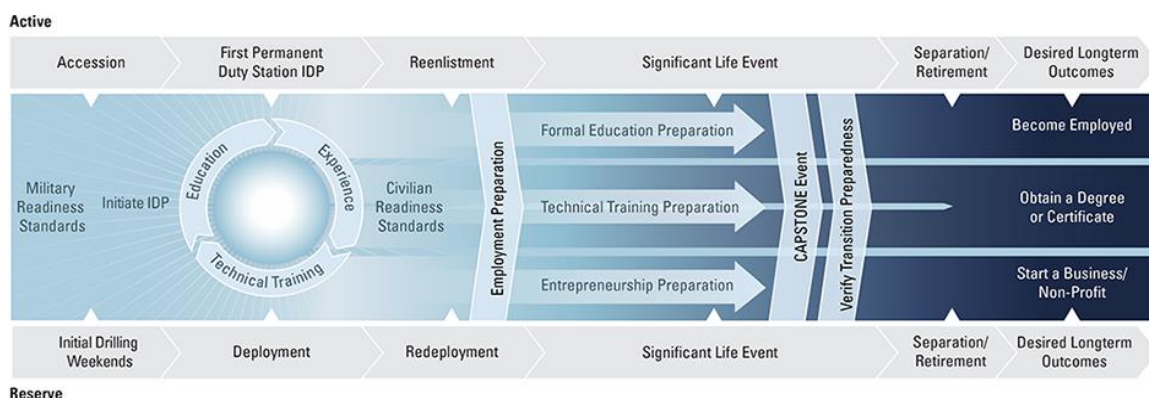 Active
Accession
First Permanent
Duty Station IDP
Reenlistment
Significant Life Event
Separation/
Retirement
Desired Longterm
Outcomes
Military
Readiness
Standards
Initiate IDP
Education
Experience
Technical Training
Civilian
Readiness
Standards
Employment Preparation
Formal Education Preparation
Technical Training Preparation
Entrepreneurship Preparation
CAPSTONE Event
Verify Transition Preparedness
Become Employed
Obtain a Degree
or Certificate
Start a Business/
Non-Profit
Initial Drilling
Weekends
Deployment
Redeployment
Significant Life Event
Separation/
Retirement
Desired Longterm
Outcomes
Reserve